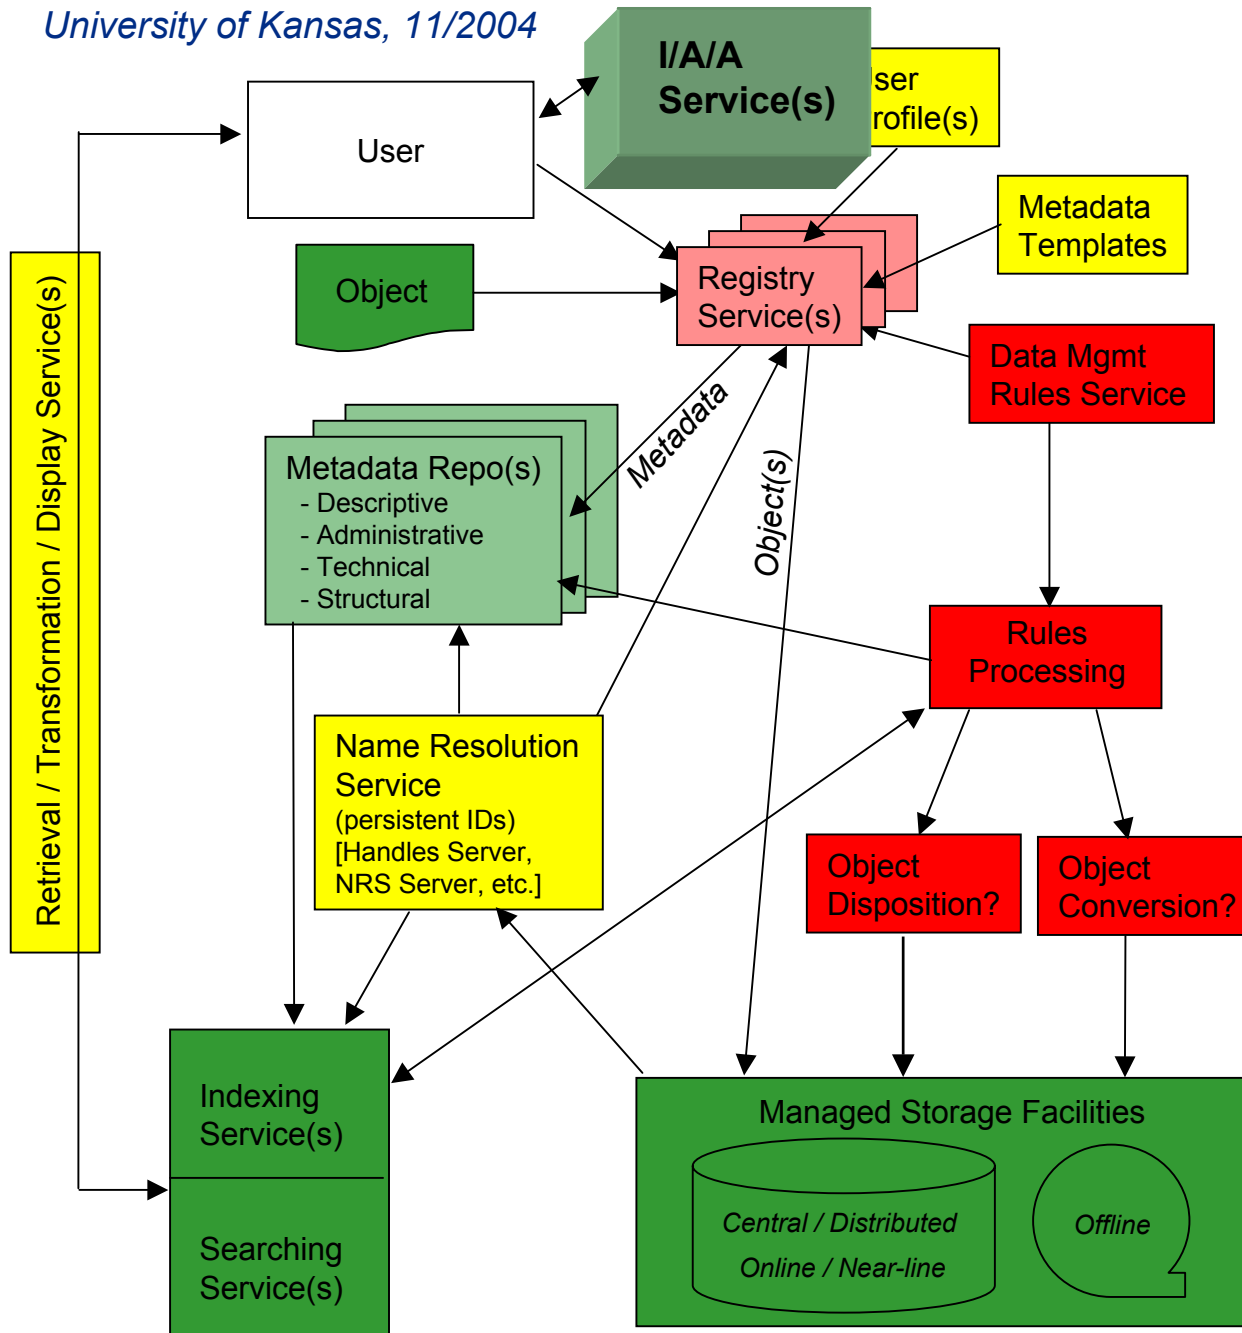 University of Kansas, 11/2004
I/A/A
Service(s)
User
Metadata
Templates
Object
Registry
Service(s)
Data Mgmt
Rules Service
Retrieval / Transformation / Display Service(s)
Metadata
Object(s)
Metadata Repo(s)
- Descriptive
- Administrative
- Technical
- Structural
Rules
Processing
Name Resolution
Service
(persistent IDs)
[Handles Server,
NRS Server, etc.]
Object
Disposition?
Object
Conversion?
Indexing
Service(s)
Searching
Service(s)
Managed Storage Facilities
Central / Distributed
Online / Near-line
Offline